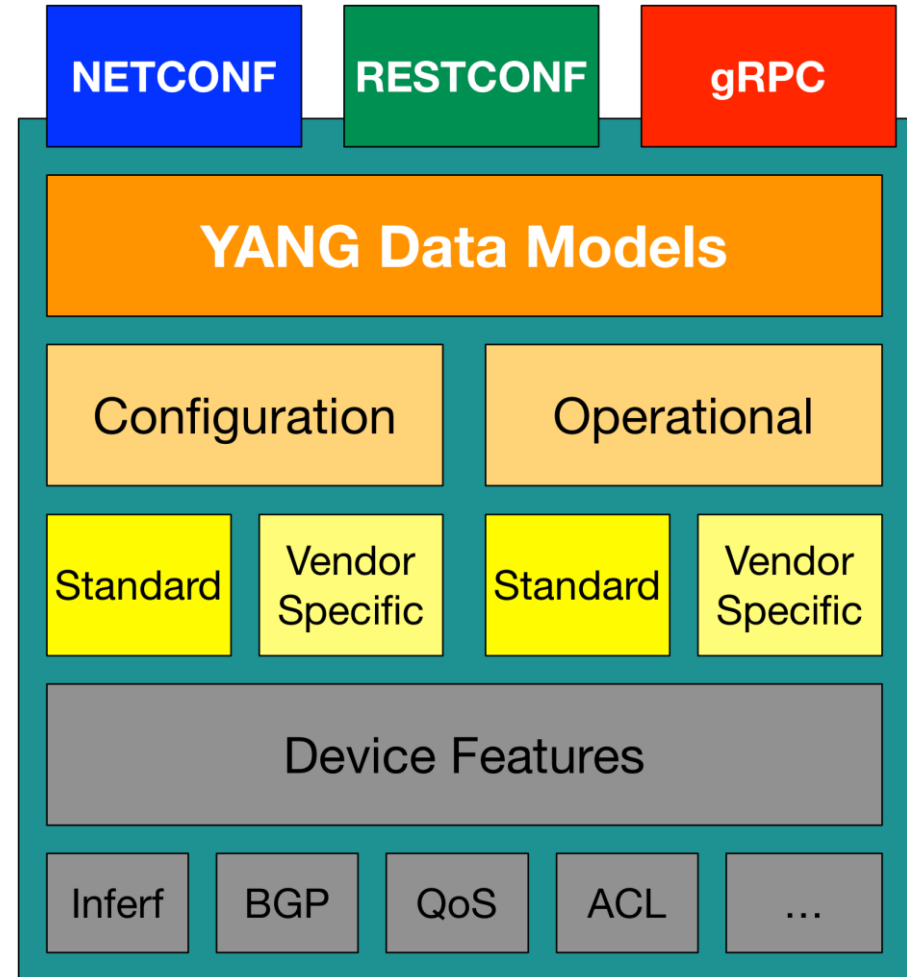 NETCONF
RESTCONF
gRPC
YANG Data Models
Configuration
Operational
Standard
Vendor
Specific
Standard
Vendor
Specific
Device Features
Inferf
BGP
QoS
ACL
...